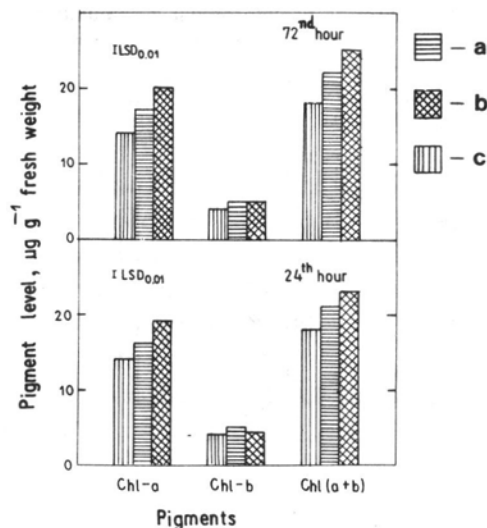 72nd hour
ILSD0.01
20
10
0
a
b
c
24th hour
ILSD0.01
20
10
0
Chl-a Chl-b Chl(a+b)
Pigments
Pigment level, µg g−1 fresh weight